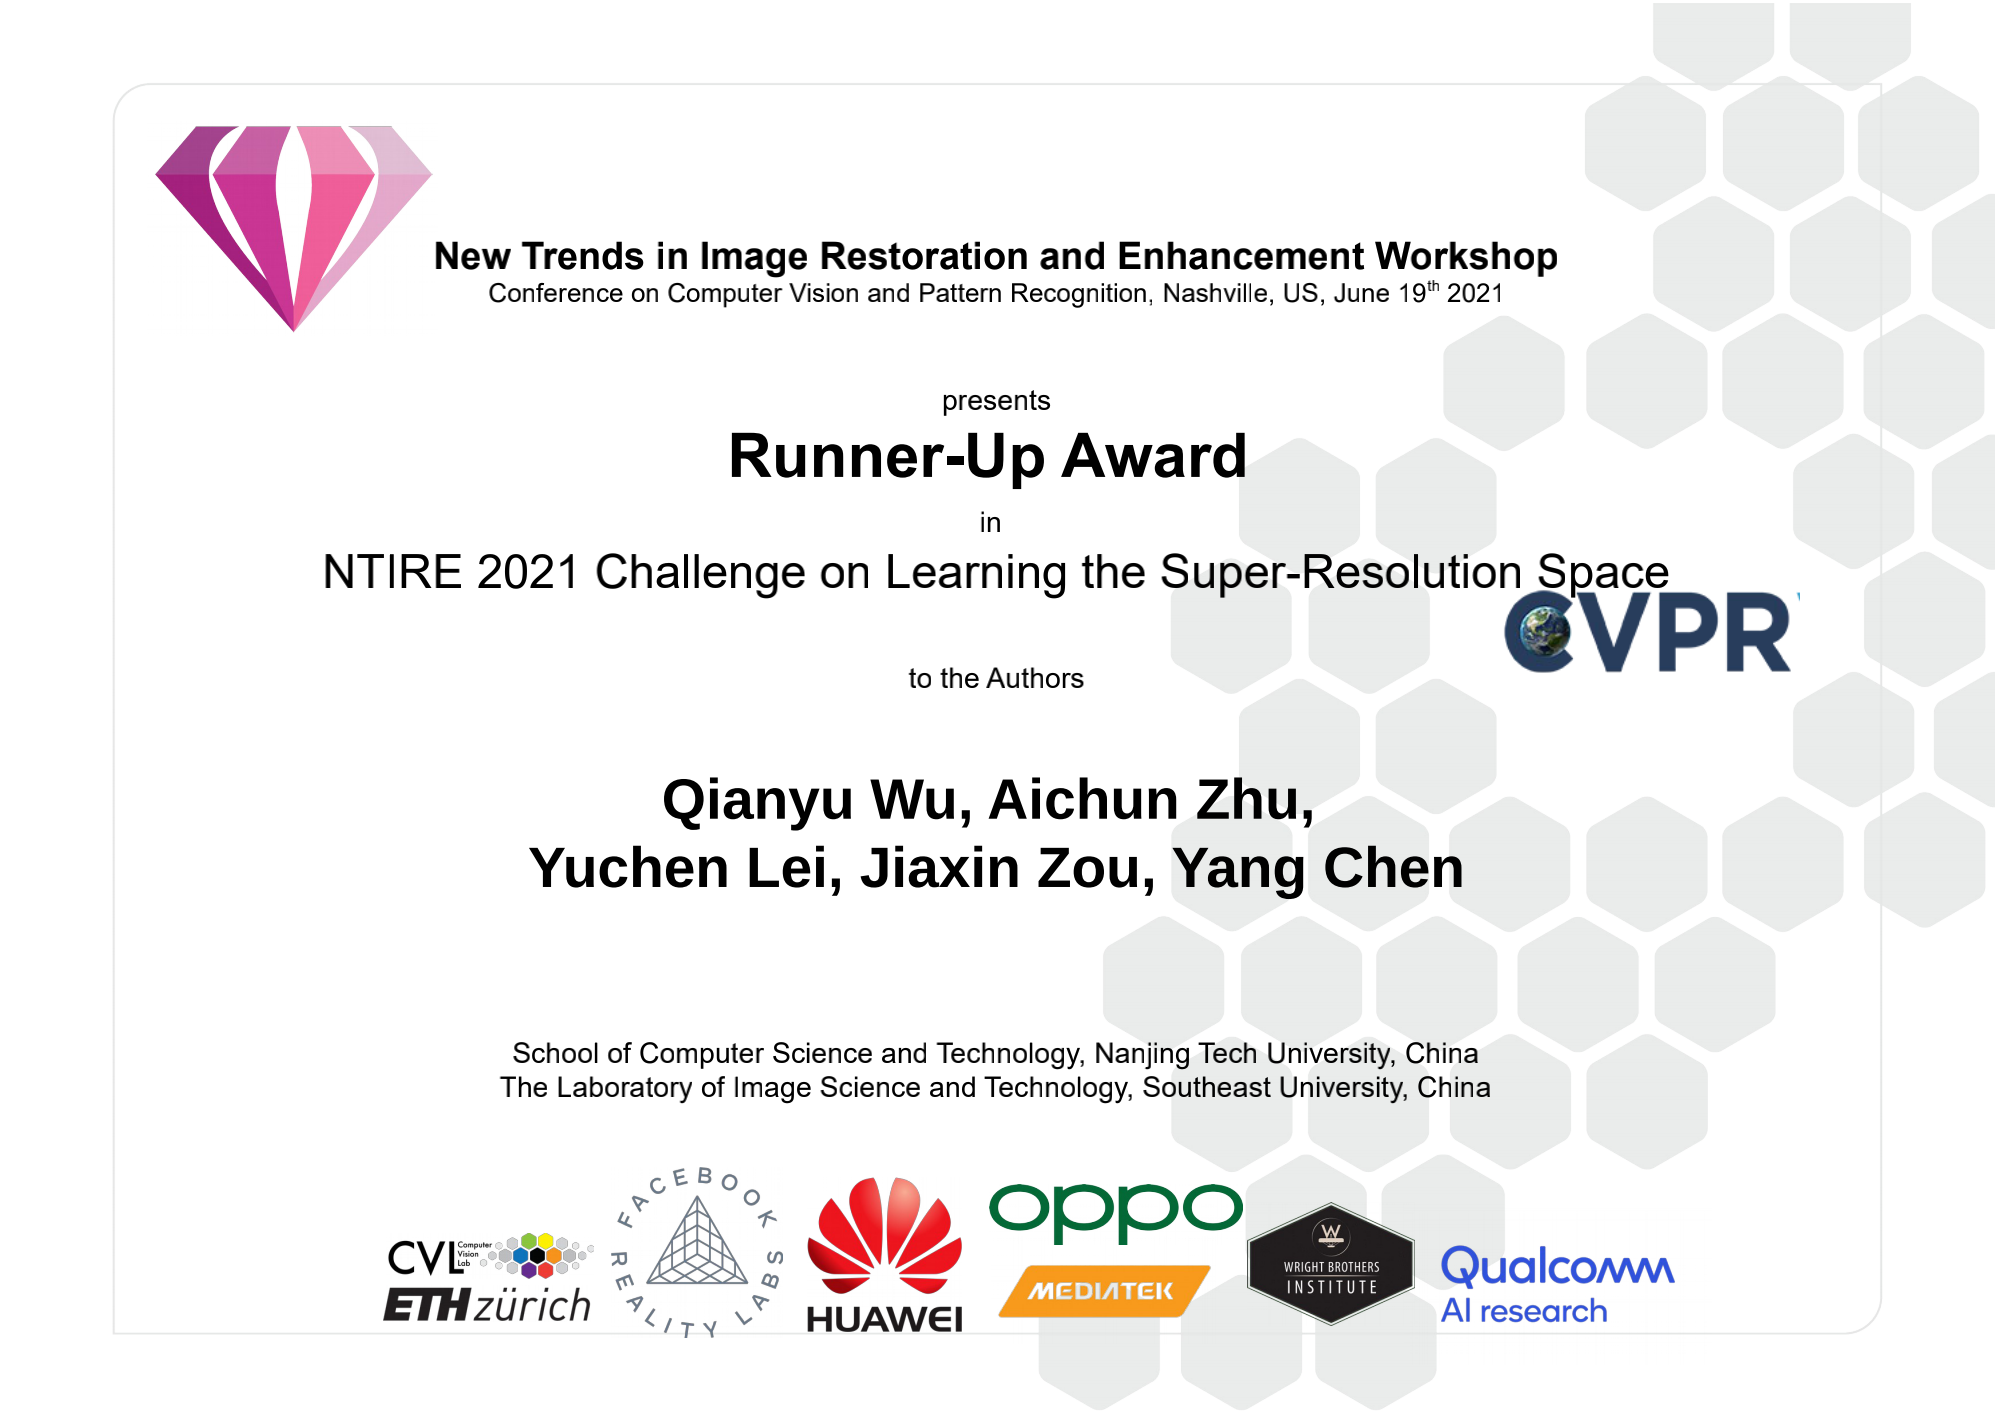 New Trends in Image Restoration and Enhancement Workshop
Conference on Computer Vision and Pattern Recognition, Nashville, US, June 19th 2021
presents
Runner-Up Award
in
NTIRE 2021 Challenge on Learning the Super-Resolution Space
CVPR
to the Authors
Qianyu Wu, Aichun Zhu,
Yuchen Lei, Jiaxin Zou, Yang Chen
School of Computer Science and Technology, Nanjing Tech University, China
The Laboratory of Image Science and Technology, Southeast University, China
CVL Computer
Vision
Lab
ETH zürich
FACEBOOK
REALITY LABS
HUAWEI
oppo
MEDIATEK
W
WRIGHT BROTHERS
INSTITUTE
Qualcomm
AI research